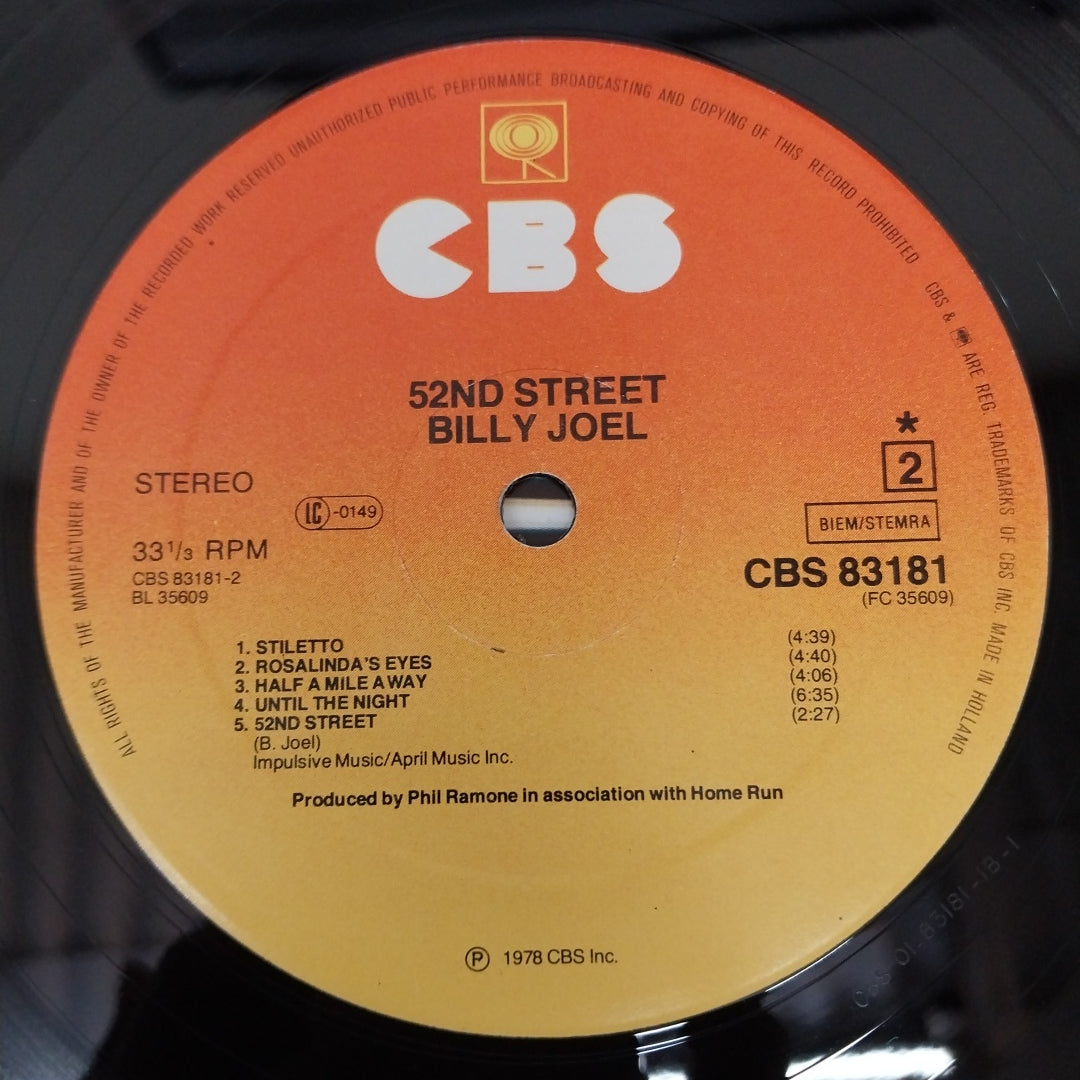 ALL RIGHTS OF THE MANUFACTURER AND OF THE OWNER OF THE RECORDED WORK RESERVED UNAUTHORIZED PUBLIC PERFORMANCE BROADCASTING AND COPYING OF THIS RECORD PROHIBITED
CBS & ARE REG. TRADEMARKS OF CBS INC. MADE IN HOLLAND
CBS
52ND STREET
BILLY JOEL
*
2
STEREO
LC-0149
BIEM/STEMRA
33 1/3 RPM
CBS 83181
CBS 83181-2
(FC 35609)
BL 35609
1. STILETTO (4:39)
2. ROSALINDA'S EYES (4:40)
3. HALF A MILE AWAY (4:06)
4. UNTIL THE NIGHT (6:35)
5. 52ND STREET (2:27)
(B. Joel)
Impulsive Music/April Music Inc.
Produced by Phil Ramone in association with Home Run
℗ 1978 CBS Inc.
83181-1B-1